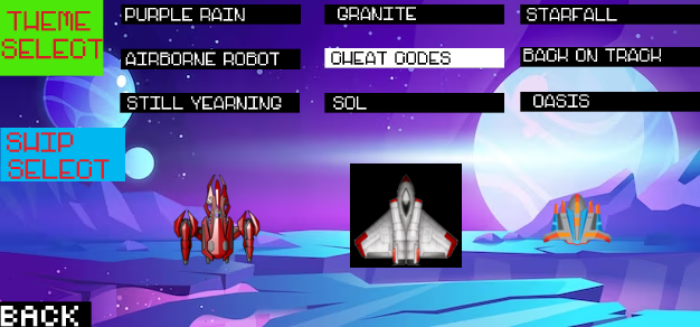 THEME
SELECT
PURPLE RAIN
GRANITE
STARFALL
AIRBORNE ROBOT
CHEAT CODES
BACK ON TRACK
STILL YEARNING
SOL
OASIS
SHIP
SELECT
BACK